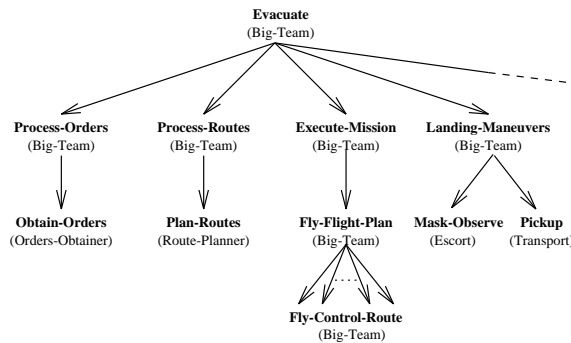 Evacuate
(Big-Team)
Process-Orders Process-Routes Execute-Mission Landing-Maneuvers
(Big-Team) (Big-Team) (Big-Team) (Big-Team)
Obtain-Orders Plan-Routes Fly-Flight-Plan Mask-Observe Pickup
(Orders-Obtainer) (Route-Planner) (Big-Team) (Escort) (Transport)
Fly-Control-Route
(Big-Team)